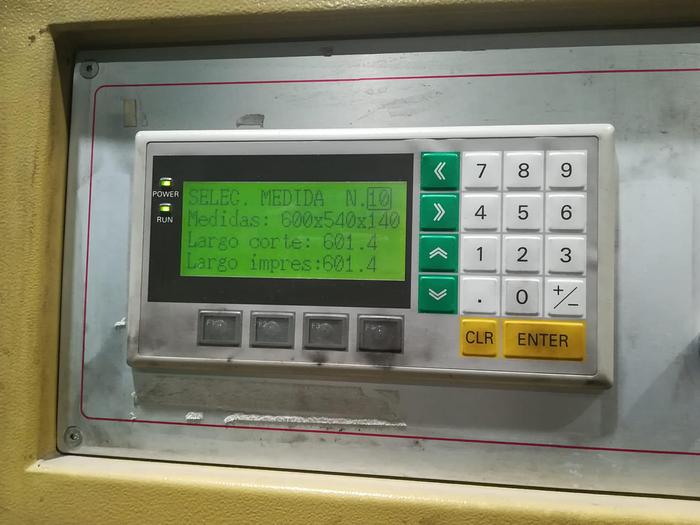 POWER
RUN
SELEC. MEDIDA N.10
Medidas: 600x540x140
Largo corte: 601.4
Largo impres:601.4
7 8 9
4 5 6
1 2 3
. 0 +/-
CLR ENTER